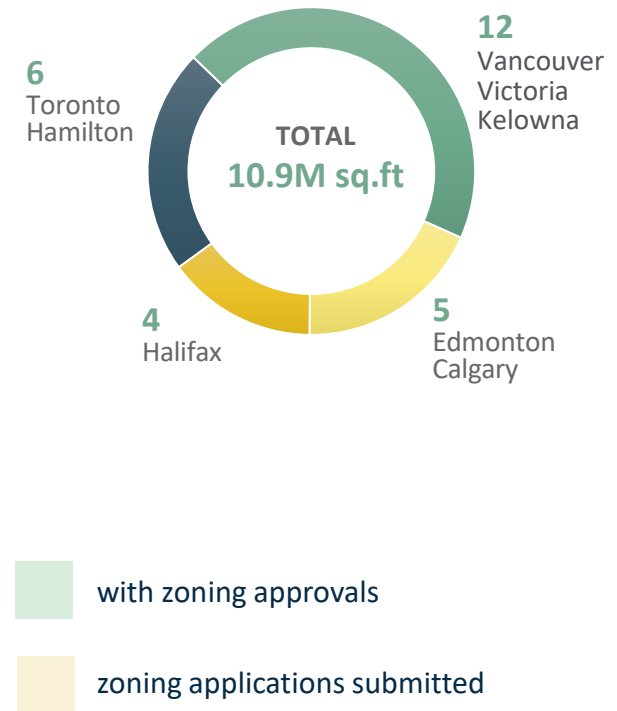 12
Vancouver
Victoria
Kelowna
6
Toronto
Hamilton
TOTAL
10.9M sq.ft
4
Halifax
5
Edmonton
Calgary
with zoning approvals
zoning applications submitted